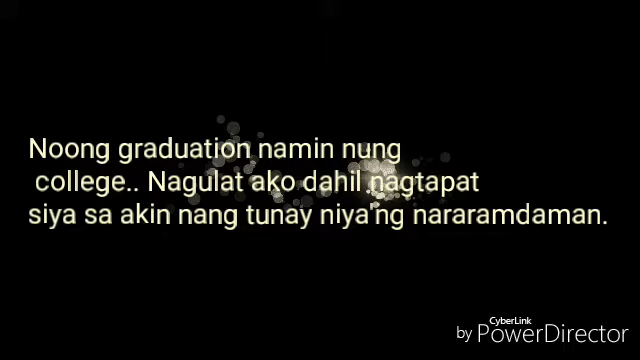 Noong graduation namin nung
college.. Nagulat ako dahil nagtapat
siya sa akin nang tunay niya'ng nararamdaman.
CyberLink
by PowerDirector